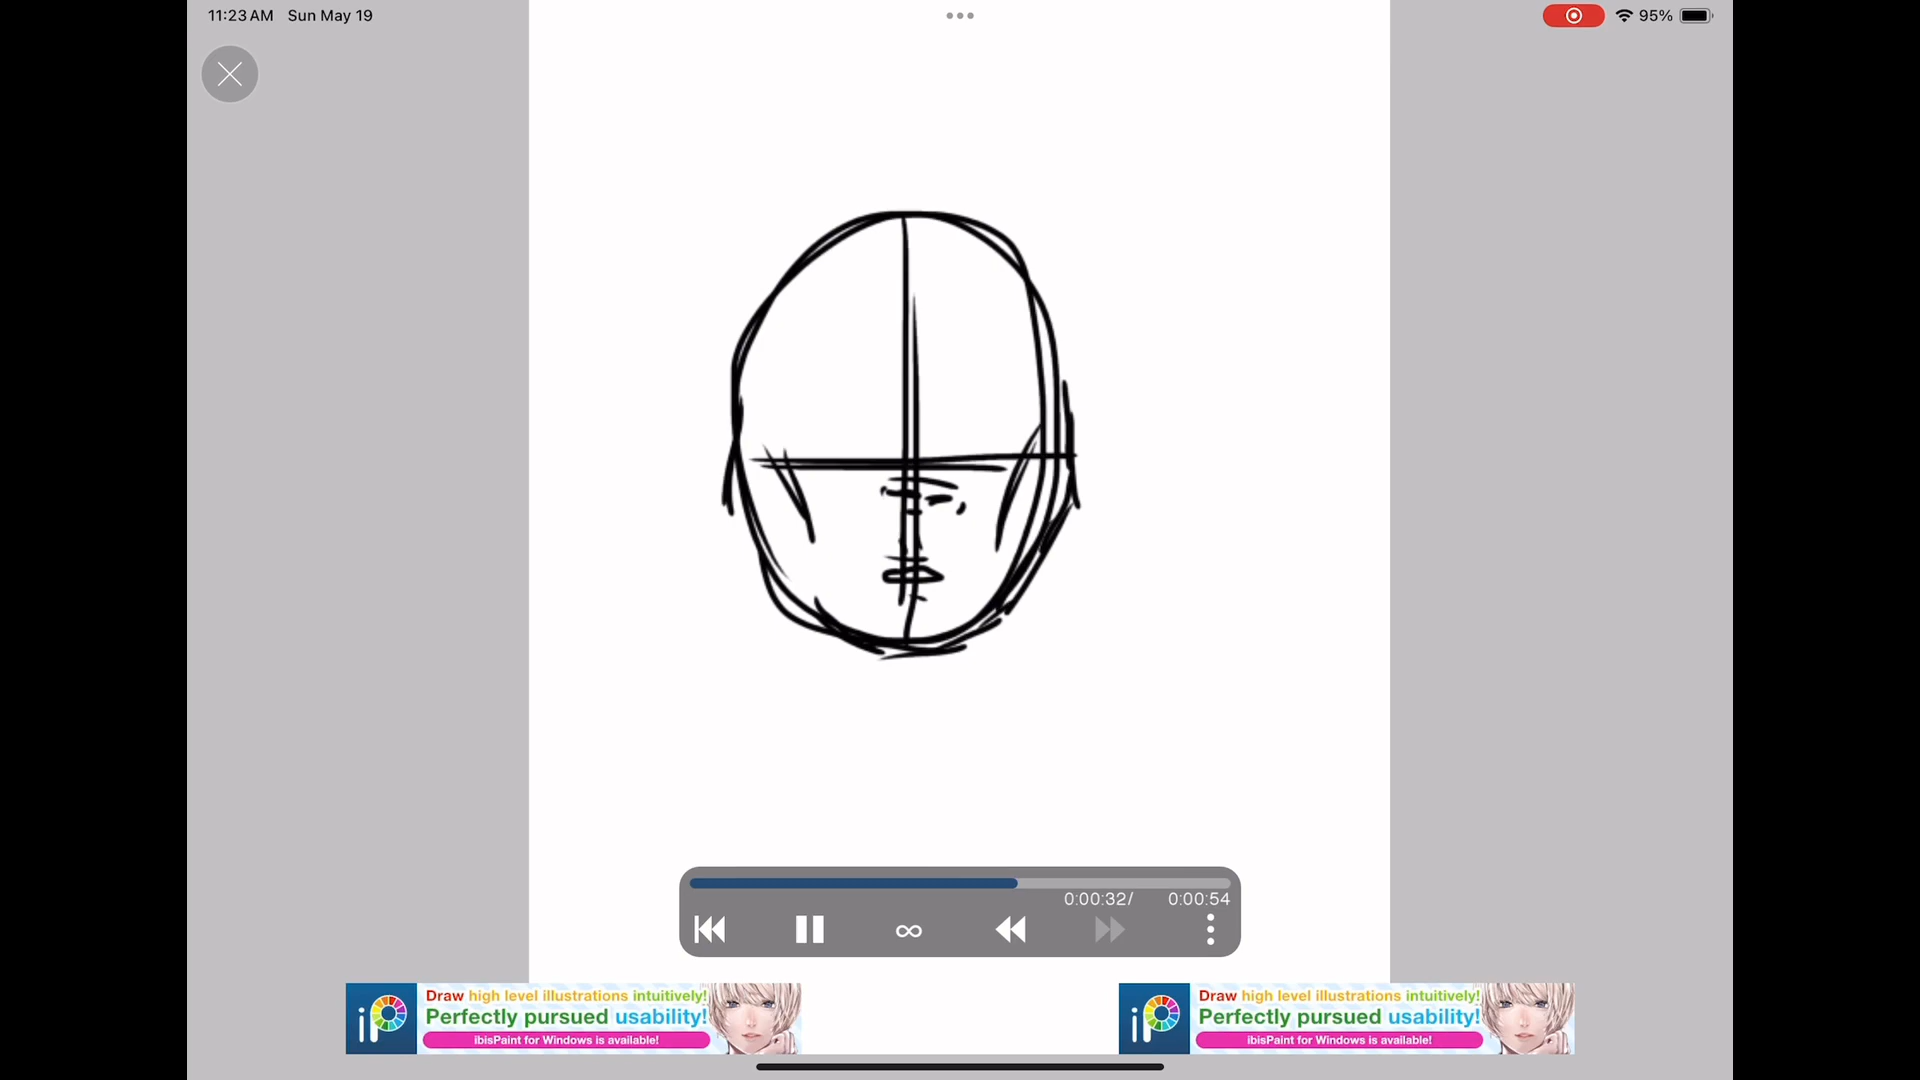 11:23 AM Sun May 19
95%
0:00:32/ 0:00:54
iP
Draw high level illustrations intuitively!
Perfectly pursued usability!
ibisPaint for Windows is available!
iP
Draw high level illustrations intuitively!
Perfectly pursued usability!
ibisPaint for Windows is available!